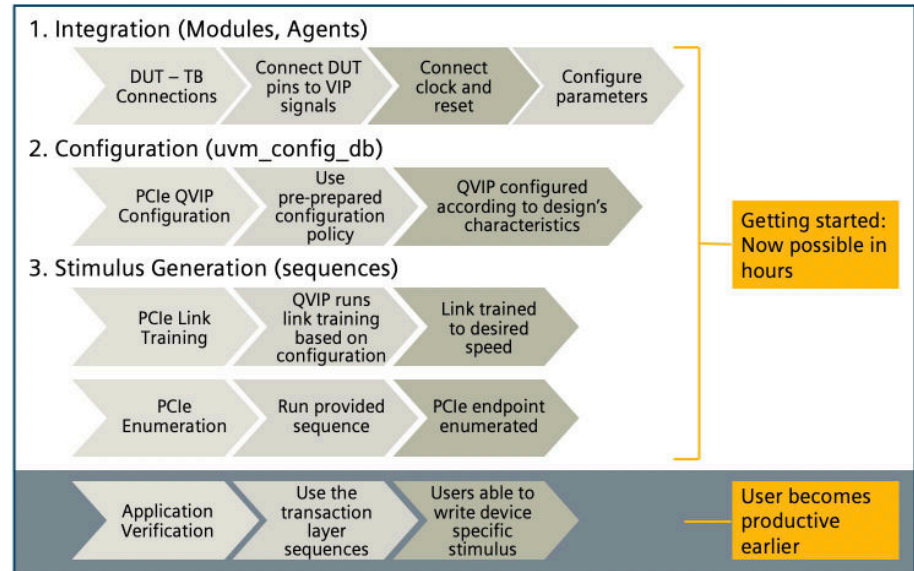 1. Integration (Modules, Agents)
DUT – TB
Connections
Connect DUT
pins to VIP
signals
Connect
clock and
reset
Configure
parameters
2. Configuration (uvm_config_db)
PCIe QVIP
Configuration
Use
pre-prepared
configuration
policy
QVIP configured
according to design’s
characteristics
Getting started:
Now possible in
hours
3. Stimulus Generation (sequences)
PCIe Link
Training
QVIP runs
link training
based on
configuration
Link trained
to desired
speed
PCIe
Enumeration
Run provided
sequence
PCIe endpoint
enumerated
Application
Verification
Use the
transaction
layer
sequences
Users able to
write device
specific
stimulus
User becomes
productive
earlier